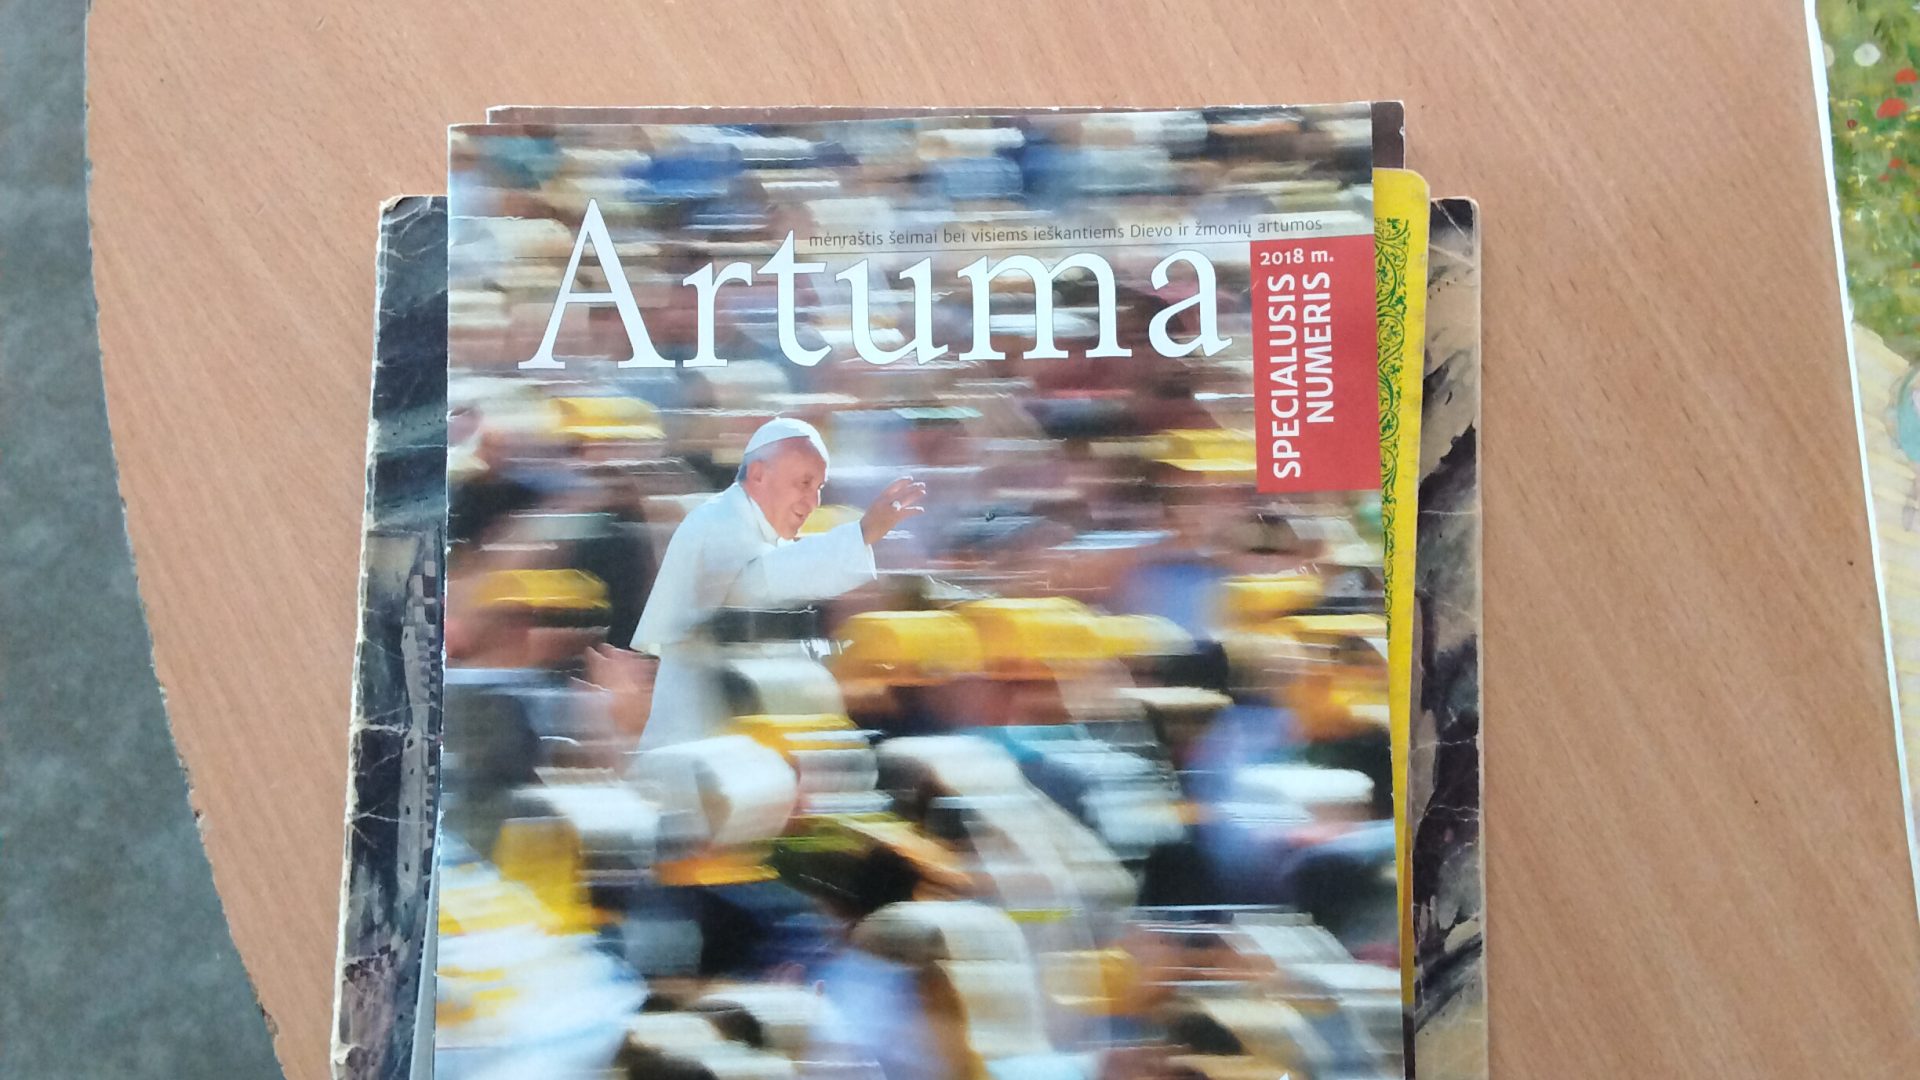 mėnraštis šeimai bei visiems ieškantiems Dievo ir žmonių artumos
Artuma
2018 m.
SPECIALUSIS
NUMERIS